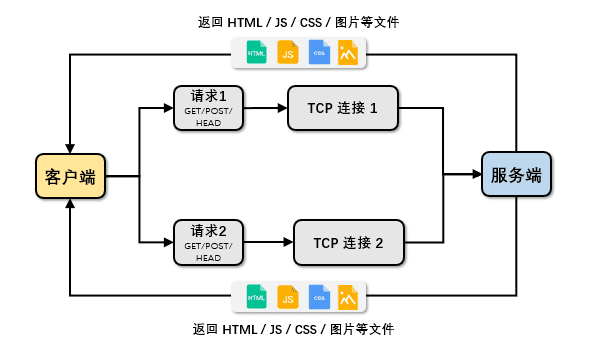 返回 HTML / JS / CSS / 图片等文件
HTML
JS
CSS
请求1
GET/POST/
HEAD
TCP 连接 1
客户端
服务端
请求2
GET/POST/
HEAD
TCP 连接 2
HTML
JS
CSS
返回 HTML / JS / CSS / 图片等文件